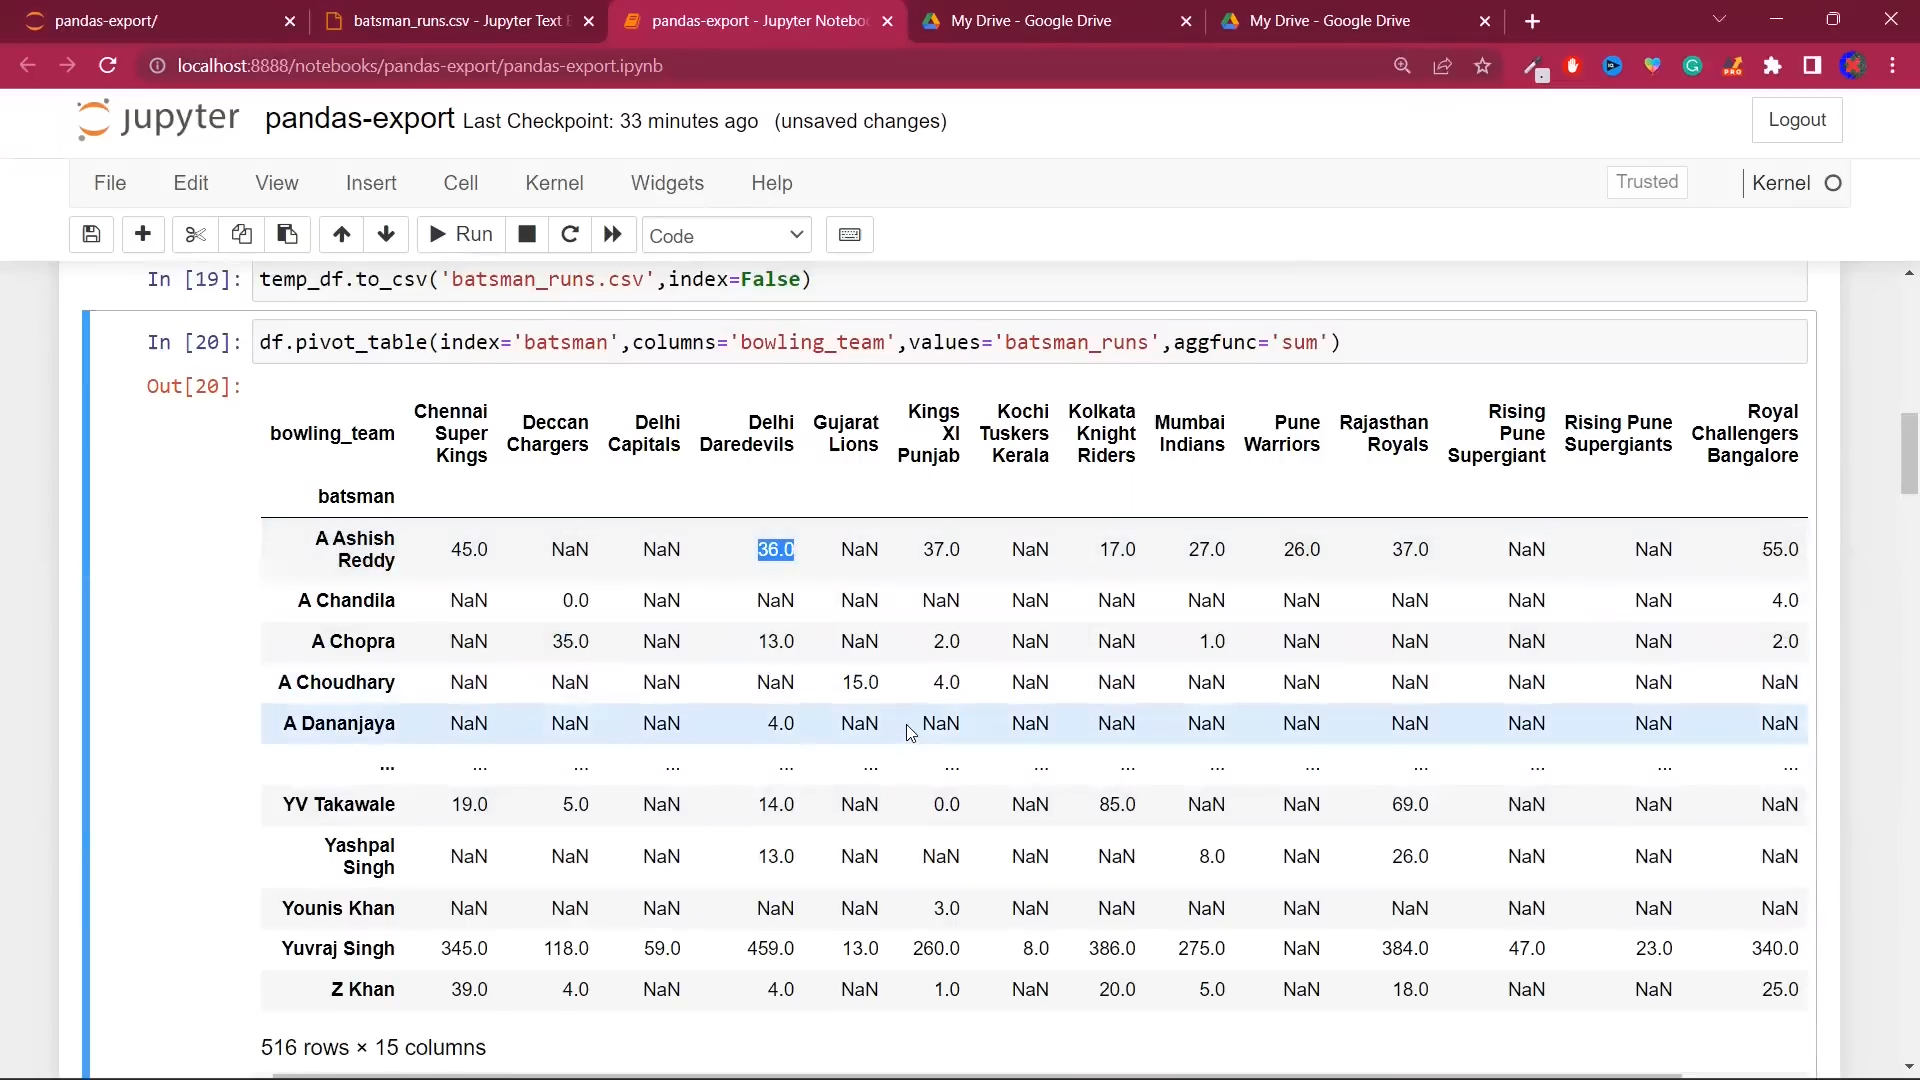 pandas-export/
batsman_runs.csv - Jupyter Text E
pandas-export - Jupyter Noteboo
My Drive - Google Drive
My Drive - Google Drive
localhost:8888/notebooks/pandas-export/pandas-export.ipynb
jupyter pandas-export Last Checkpoint: 33 minutes ago (unsaved changes) Logout
File Edit View Insert Cell Kernel Widgets Help Trusted Kernel
Run Code
In [19]: temp_df.to_csv('batsman_runs.csv',index=False)
In [20]: df.pivot_table(index='batsman',columns='bowling_team',values='batsman_runs',aggfunc='sum')
Out[20]:
bowling_team Chennai Super Kings Deccan Chargers Delhi Capitals Delhi Daredevils Gujarat Lions Kings XI Punjab Kochi Tuskers Kerala Kolkata Knight Riders Mumbai Indians Pune Warriors Rajasthan Royals Rising Pune Supergiant Rising Pune Supergiants Royal Challengers Bangalore
batsman
A Ashish Reddy 45.0 NaN NaN 36.0 NaN 37.0 NaN 17.0 27.0 26.0 37.0 NaN NaN 55.0
A Chandila NaN 0.0 NaN NaN NaN NaN NaN NaN NaN NaN NaN NaN NaN 4.0
A Chopra NaN 35.0 NaN 13.0 NaN 2.0 NaN NaN 1.0 NaN NaN NaN NaN 2.0
A Choudhary NaN NaN NaN NaN 15.0 4.0 NaN NaN NaN NaN NaN NaN NaN NaN
A Dananjaya NaN NaN NaN 4.0 NaN NaN NaN NaN NaN NaN NaN NaN NaN NaN
... ... ... ... ... ... ... ... ... ... ... ... ... ... ...
YV Takawale 19.0 5.0 NaN 14.0 NaN 0.0 NaN 85.0 NaN NaN 69.0 NaN NaN NaN
Yashpal Singh NaN NaN NaN 13.0 NaN NaN NaN NaN 8.0 NaN 26.0 NaN NaN NaN
Younis Khan NaN NaN NaN NaN NaN 3.0 NaN NaN NaN NaN NaN NaN NaN NaN
Yuvraj Singh 345.0 118.0 59.0 459.0 13.0 260.0 8.0 386.0 275.0 NaN 384.0 47.0 23.0 340.0
Z Khan 39.0 4.0 NaN 4.0 NaN 1.0 NaN 20.0 5.0 NaN 18.0 NaN NaN 25.0
516 rows × 15 columns